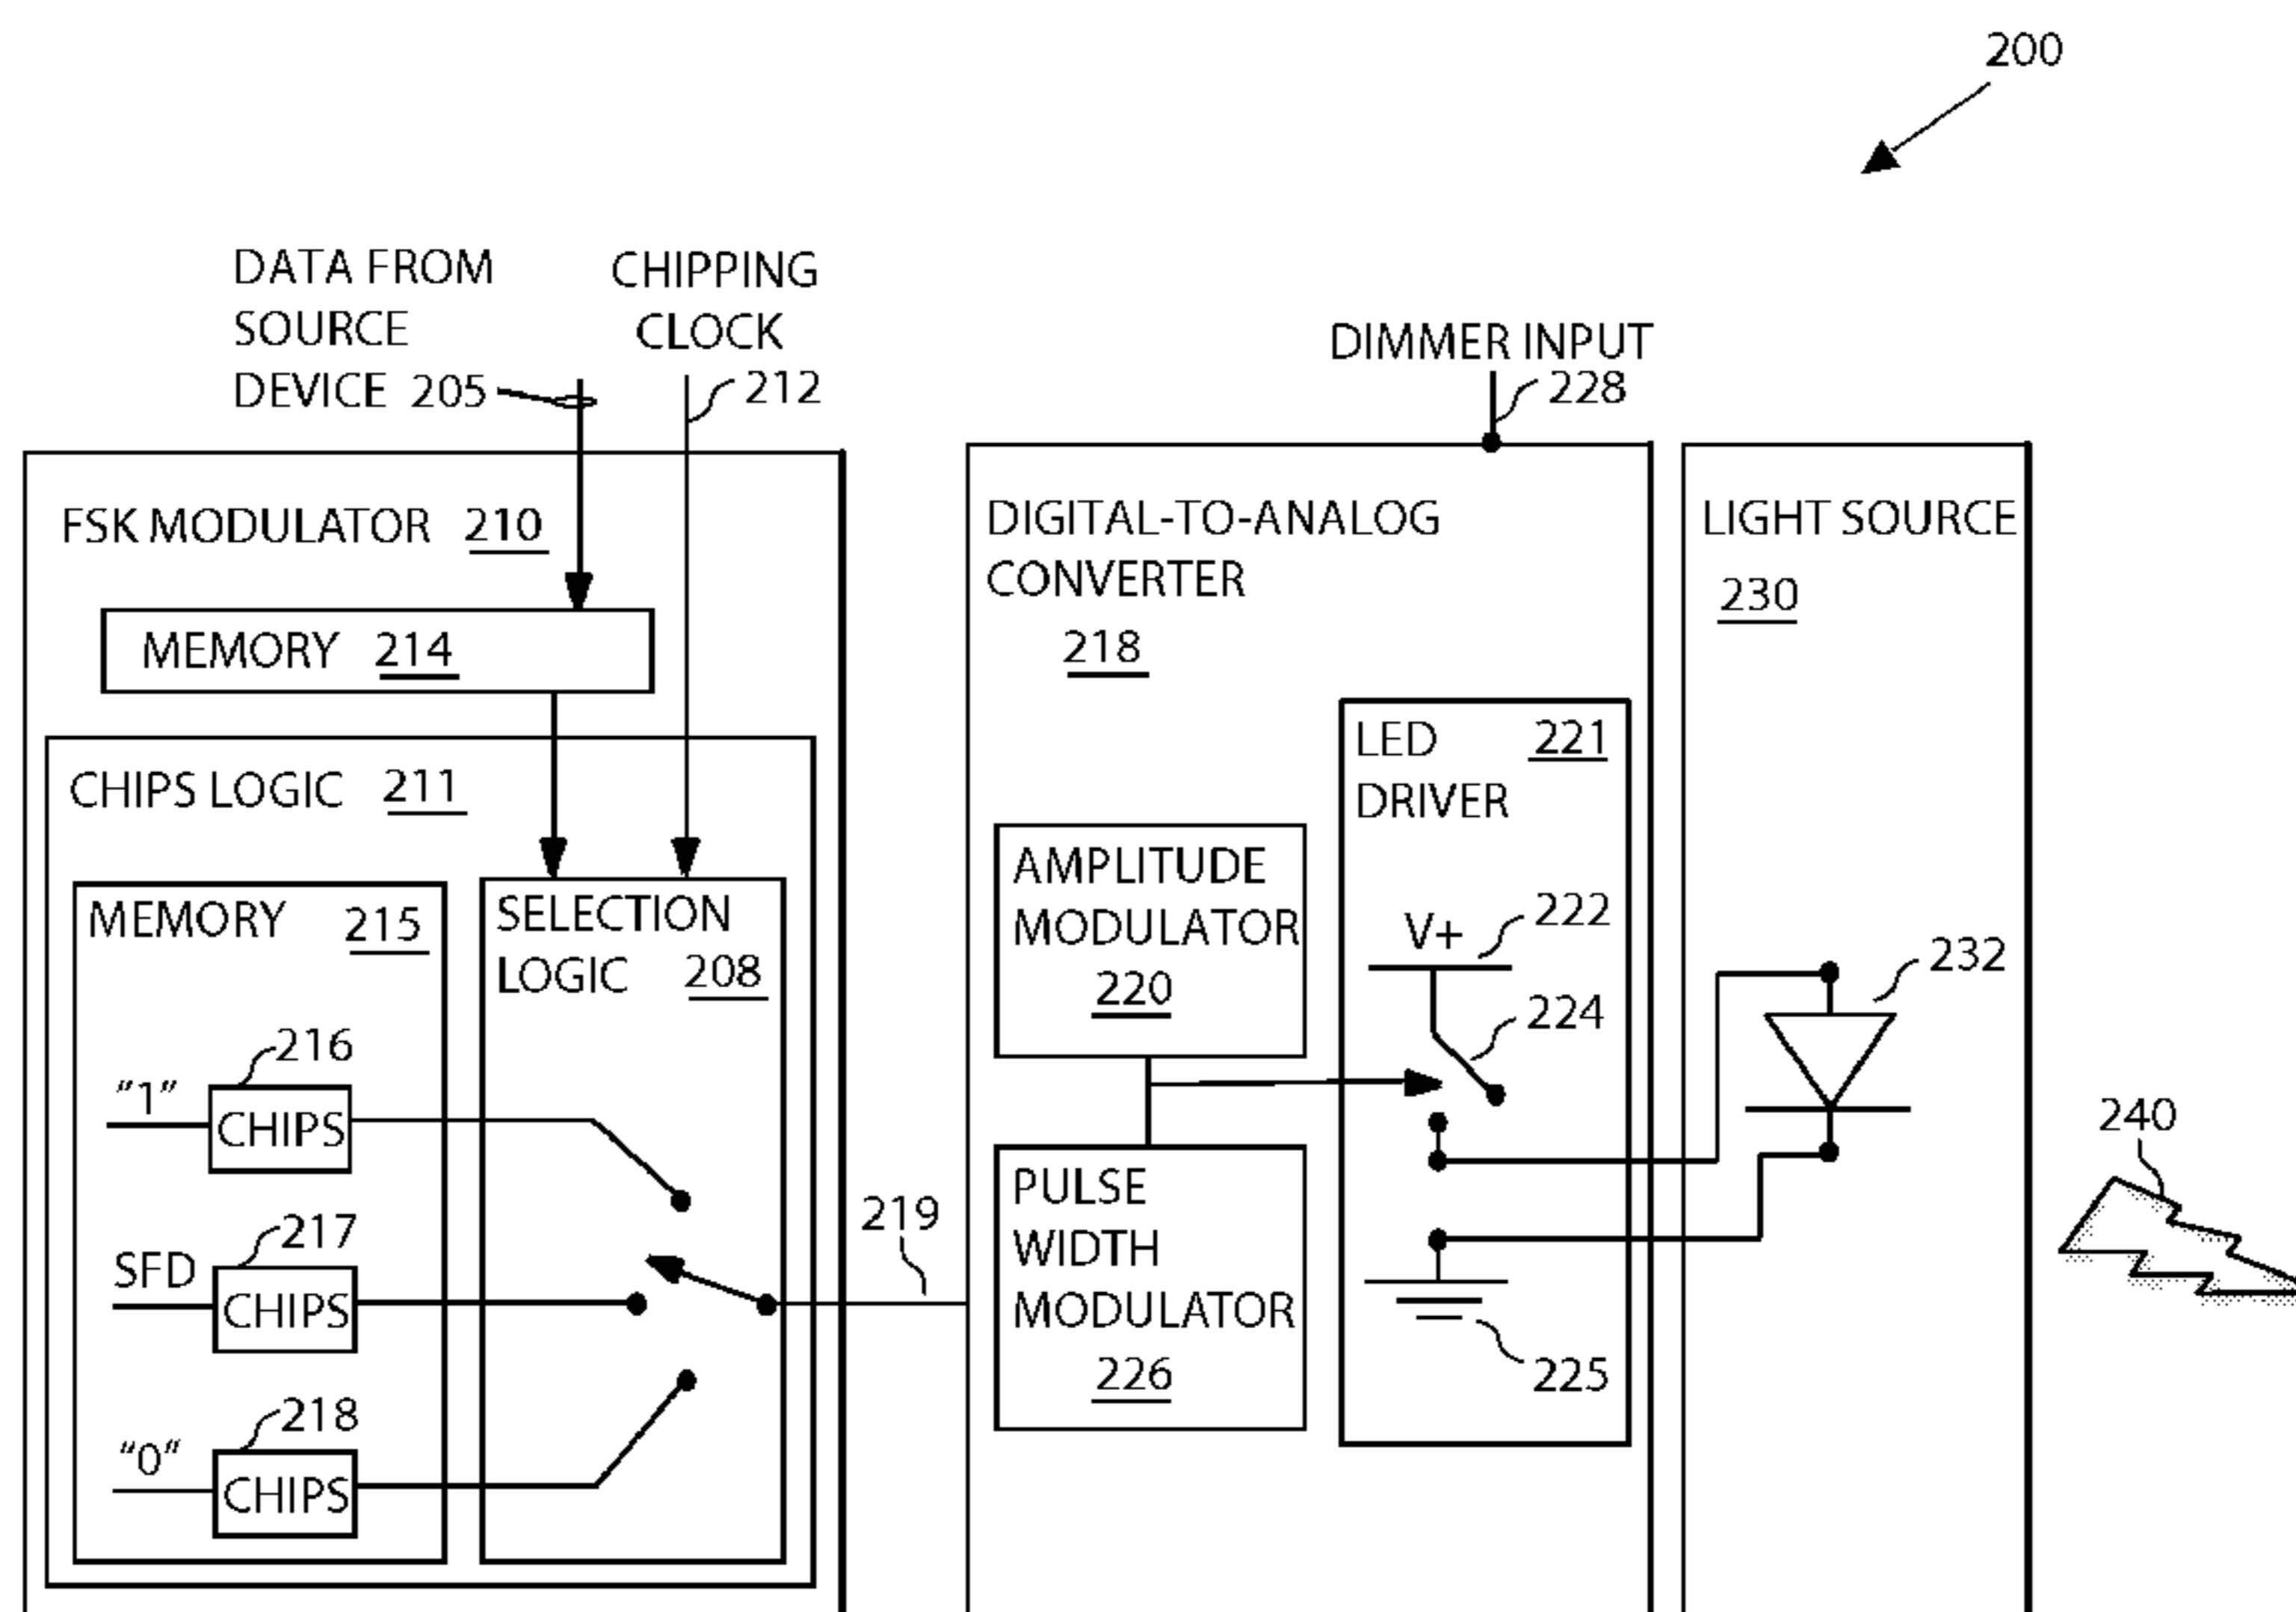 200
DATA FROM
SOURCE
DEVICE 205
CHIPPING
CLOCK
212
DIMMER INPUT
228
FSK MODULATOR 210
MEMORY 214
CHIPS LOGIC 211
MEMORY 215
"1"
216
CHIPS
SFD
217
CHIPS
"0"
218
CHIPS
SELECTION
LOGIC 208
219
DIGITAL-TO-ANALOG
CONVERTER
218
AMPLITUDE
MODULATOR
220
PULSE
WIDTH
MODULATOR
226
LED 221
DRIVER
V+
222
224
225
LIGHT SOURCE
230
232
240